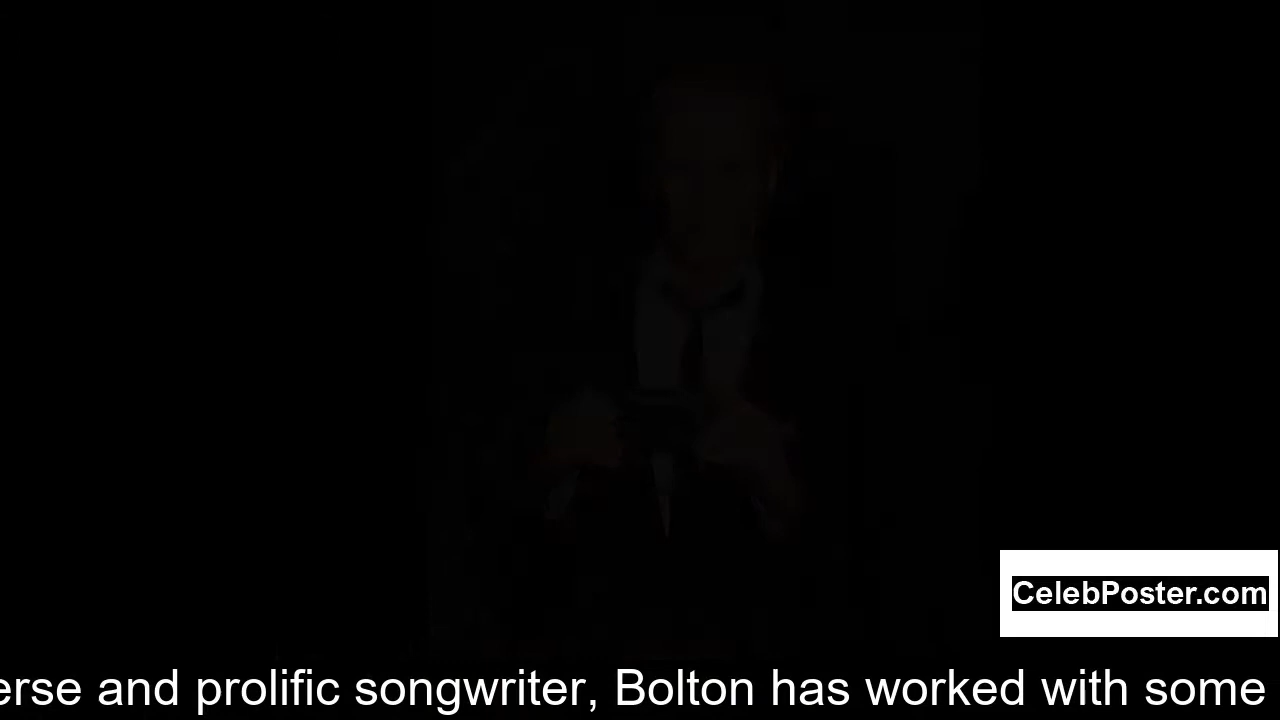 CelebPoster.com
erse and prolific songwriter, Bolton has worked with some